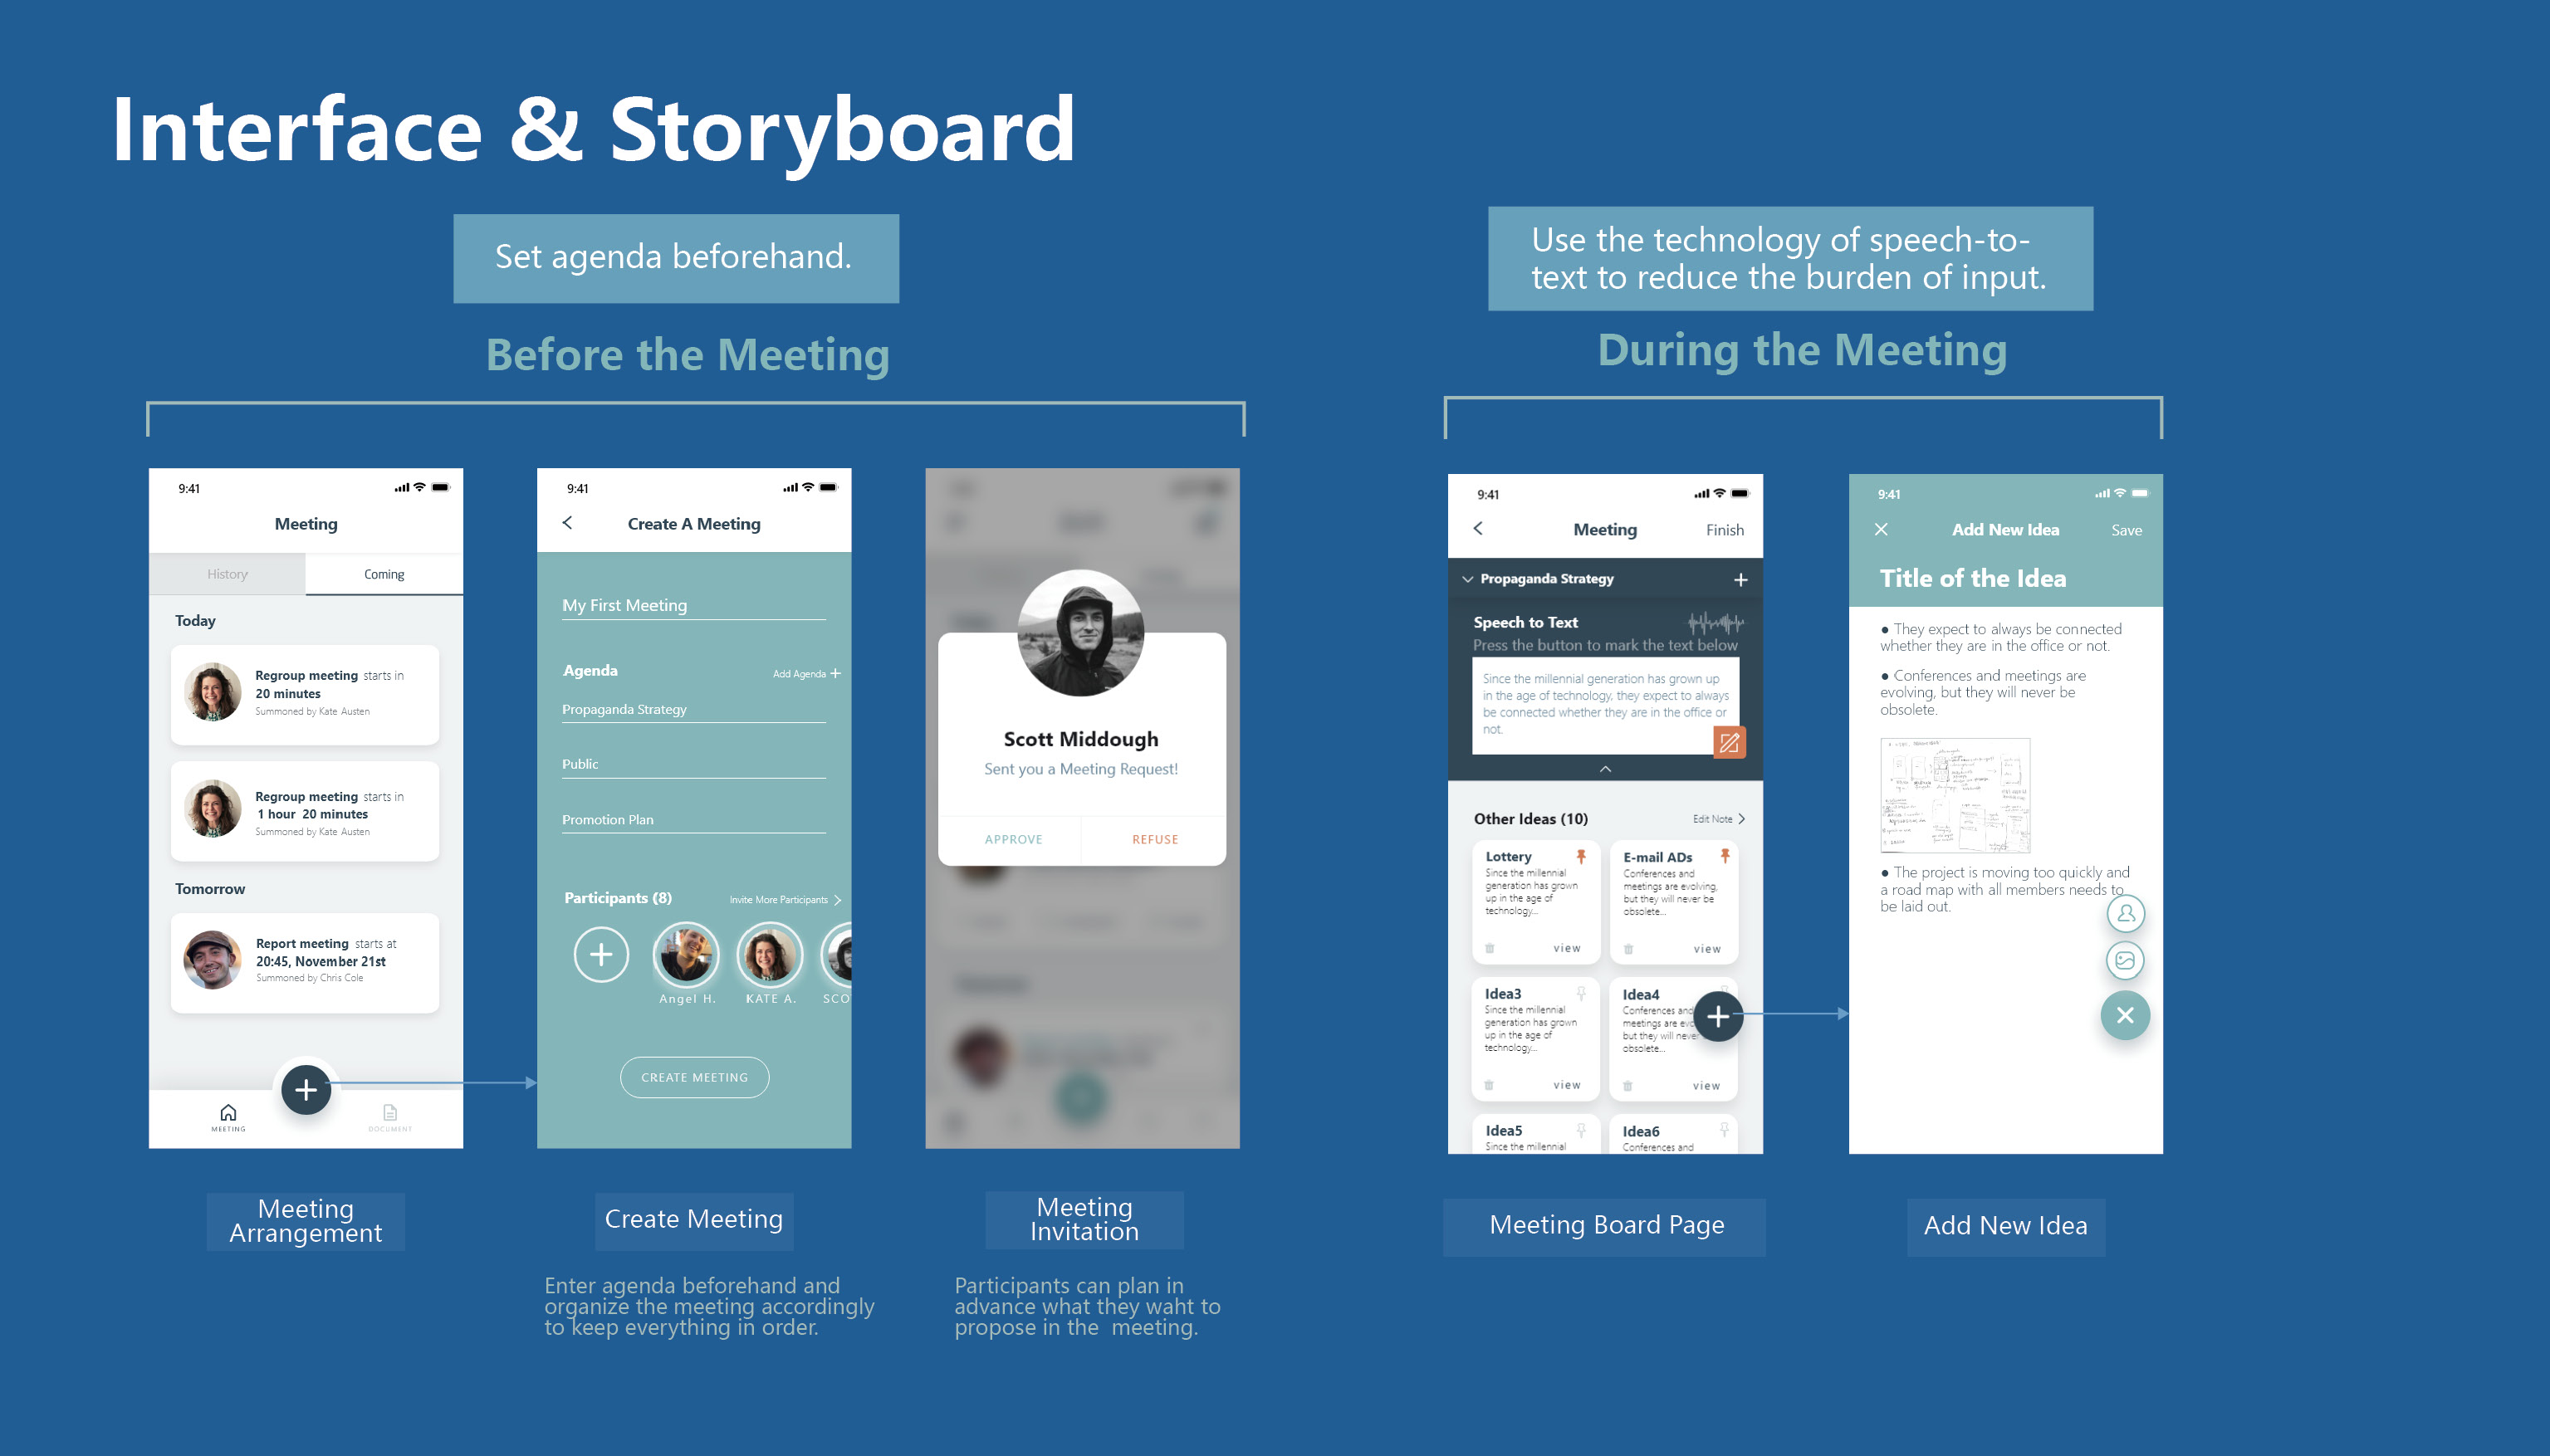 Interface & Storyboard
Set agenda beforehand.
Before the Meeting
9:41
Meeting
History
Coming
Today
Regroup meeting starts in
20 minutes
Summoned by Kate Austen
Regroup meeting starts in
1 hour 20 minutes
Summoned by Kate Austen
Tomorrow
Report meeting starts at
20:45, November 21st
Summoned by Chris Cole
MEETING
DOCUMENT
Meeting
Arrangement
9:41
Create A Meeting
My First Meeting
Agenda
Add Agenda +
Propaganda Strategy
Public
Promotion Plan
Participants (8)
Invite More Participants >
Angel H.
KATE A.
SCO
CREATE MEETING
Create Meeting
Enter agenda beforehand and
organize the meeting accordingly
to keep everything in order.
Scott Middough
Sent you a Meeting Request!
APPROVE
REFUSE
Meeting
Invitation
Participants can plan in
advance what they waht to
propose in the meeting.
Use the technology of speech-to-
text to reduce the burden of input.
During the Meeting
9:41
Meeting
Finish
Propaganda Strategy
Speech to Text
Press the button to mark the text below
Since the millennial generation has grown up
in the age of technology, they expect to always
be connected whether they are in the office or
not.
Other Ideas (10)
Edit Note >
Lottery
Since the millennial
generation has grown
up in the age of
technology...
view
E-mail ADs
Conferences and
meetings are evolving,
but they will never be
obsolete...
view
Idea3
Since the millennial
generation has grown
up in the age of
technology...
view
Idea4
Conferences and
meetings are evo
but they will never
obsolete...
view
Idea5
Since the millennial
Idea6
Conferences and
Meeting Board Page
9:41
Add New Idea
Save
Title of the Idea
● They expect to always be connected
whether they are in the office or not.
● Conferences and meetings are
evolving, but they will never be
obsolete.
● The project is moving too quickly and
a road map with all members needs to
be laid out.
Add New Idea